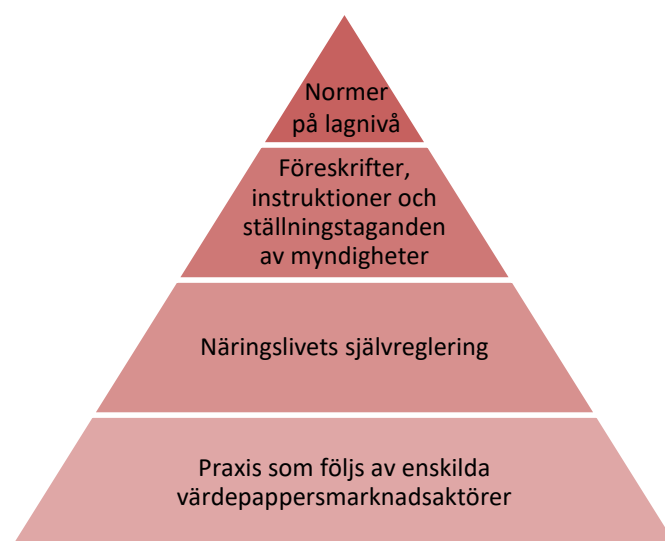 Normer
på lagnivå
Föreskrifter,
instruktioner och
ställningstaganden
av myndigheter
Näringslivets självreglering
Praxis som följs av enskilda
värdepappersmarknadsaktörer